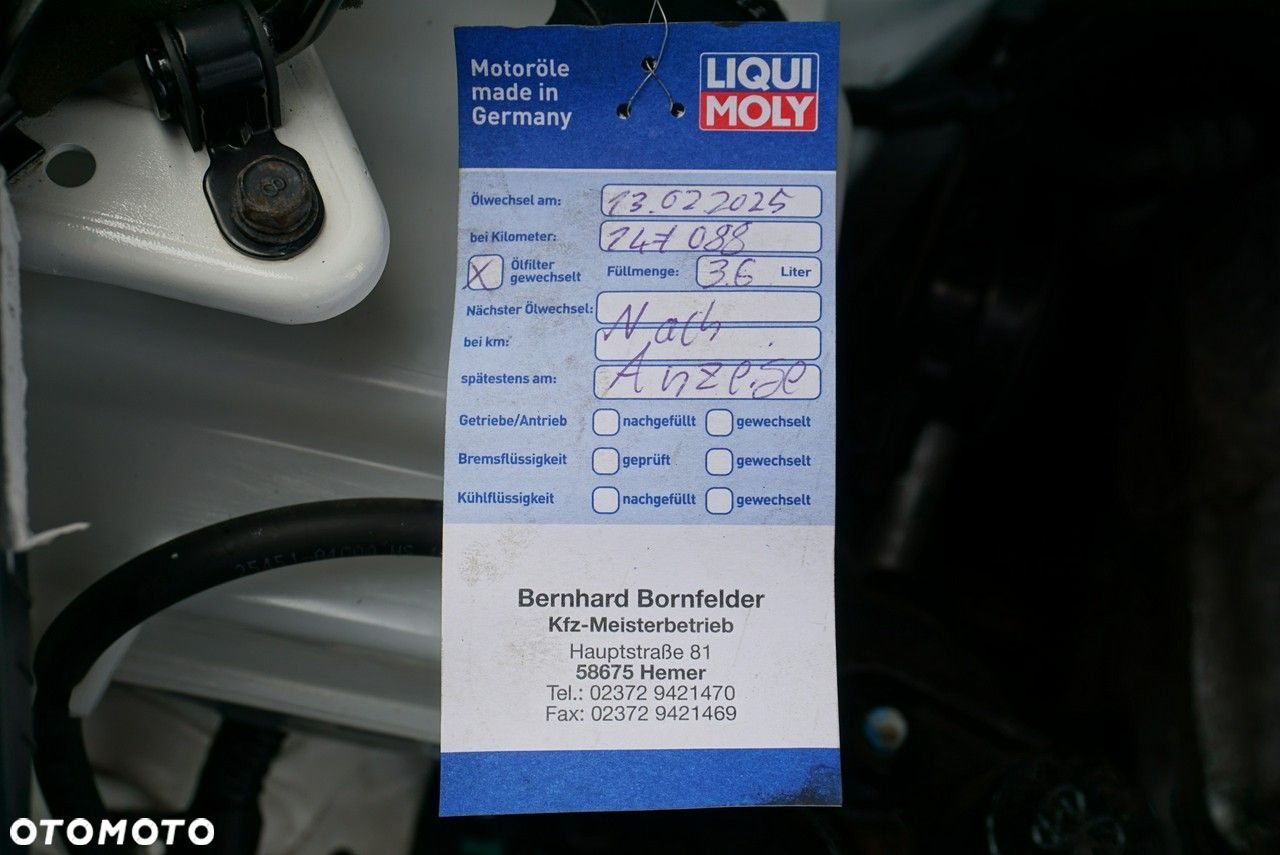 Motoröle
made in
Germany
LIQUI
MOLY
Ölwechsel am: 13.02.2025
bei Kilometer: 147 088
X Ölfilter gewechselt Füllmenge: 3.6 Liter
Nächster Ölwechsel:
bei km: Nach
spätestens am: Anzeige
Getriebe/Antrieb nachgefüllt gewechselt
Bremsflüssigkeit geprüft gewechselt
Kühlflüssigkeit nachgefüllt gewechselt
Bernhard Bornfelder
Kfz-Meisterbetrieb
Hauptstraße 81
58675 Hemer
Tel.: 02372 9421470
Fax: 02372 9421469
8
OTOMOTO